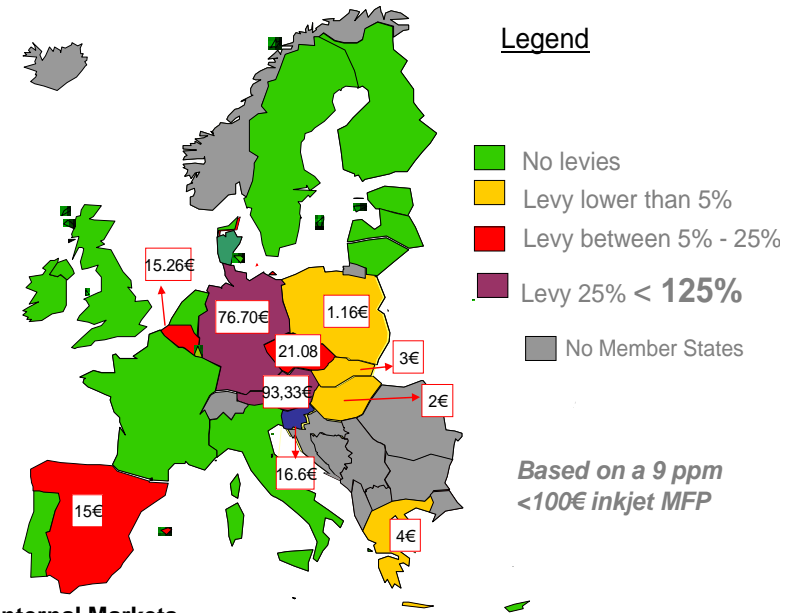 Legend
No levies
Levy lower than 5%
Levy between 5% - 25%
Levy 25% < 125%
No Member States
15.26€
76.70€
1.16€
21.08
3€
93,33€
2€
16.6€
15€
4€
Based on a 9 ppm
<100€ inkjet MFP
nternal Markets